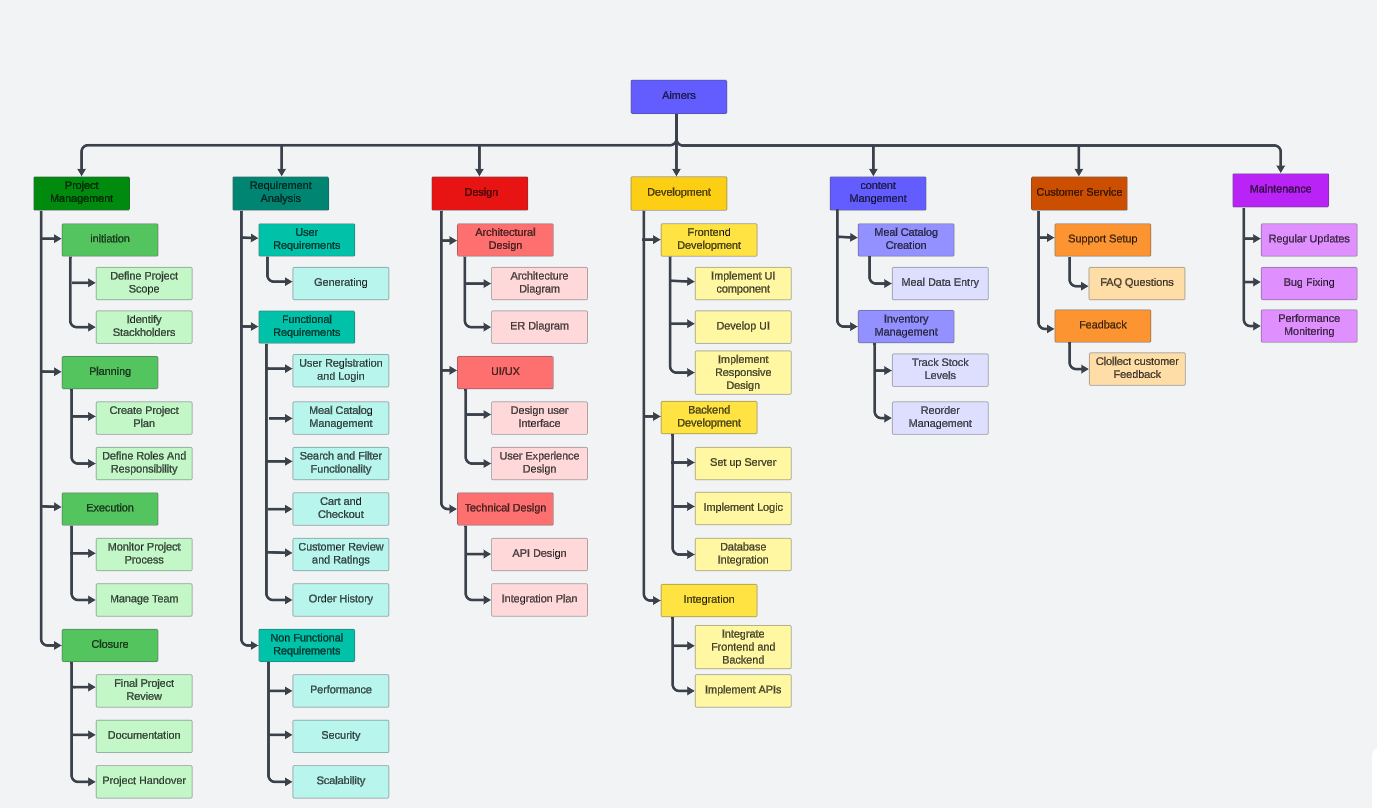 Aimers
Project
Management
initiation
Define Project
Scope
Identify
Stackholders
Planning
Create Project
Plan
Define Roles And
Responsibility
Execution
Monitor Project
Process
Manage Team
Closure
Final Project
Review
Documentation
Project Handover
Requirement
Analysis
User
Requirements
Generating
Functional
Requirements
User Registration
and Login
Meal Catalog
Management
Search and Filter
Functionality
Cart and
Checkout
Customer Review
and Ratings
Order History
Non Functional
Requirements
Performance
Security
Scalability
Design
Architectural
Design
Architecture
Diagram
ER Diagram
UI/UX
Design user
Interface
User Experience
Design
Technical Design
API Design
Integration Plan
Development
Frontend
Development
Implement UI
component
Develop UI
Implement
Responsive
Design
Backend
Development
Set up Server
Implement Logic
Database
Integration
Integration
Integrate
Frontend and
Backend
Implement APIs
content
Mangement
Meal Catalog
Creation
Meal Data Entry
Inventory
Management
Track Stock
Levels
Reorder
Management
Customer Service
Support Setup
FAQ Questions
Feadback
Clollect customer
Feedback
Maintenance
Regular Updates
Bug Fixing
Performance
Monitering